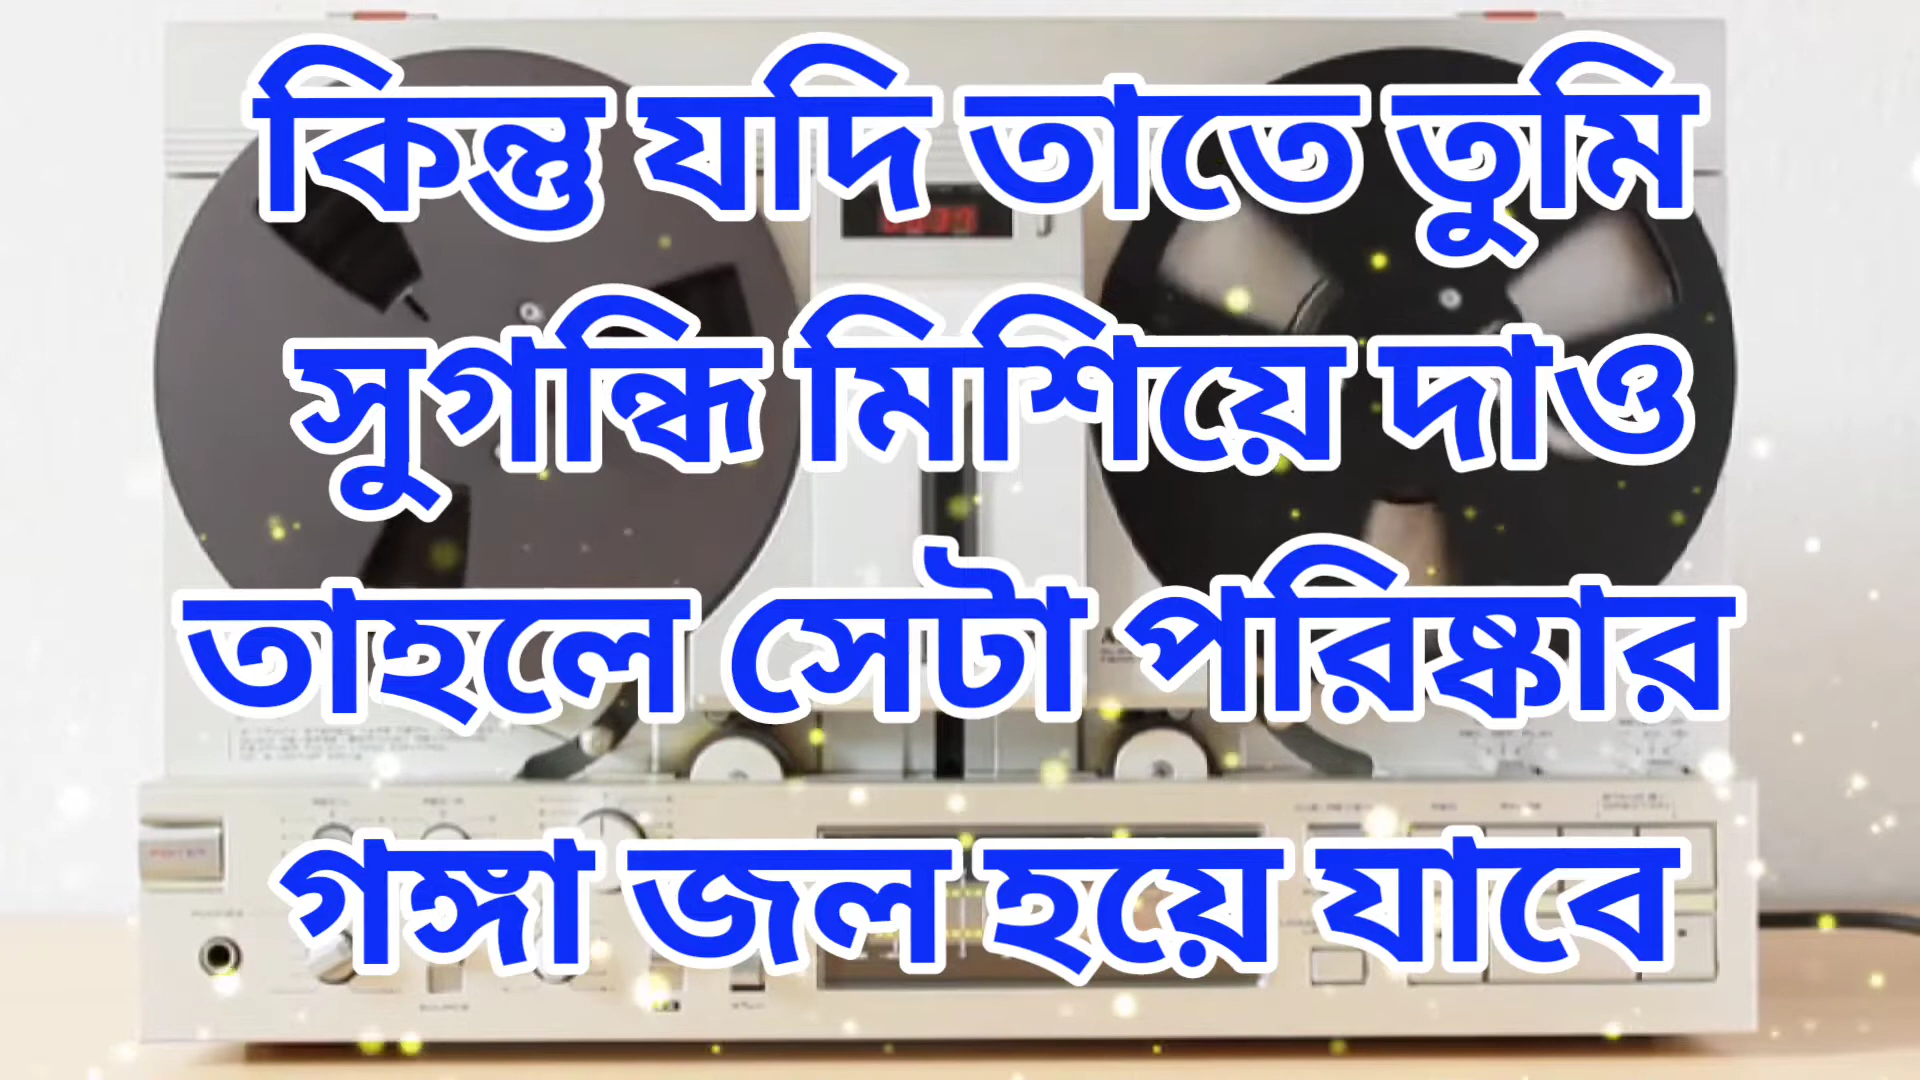 কিন্তু যদি তাতে তুমি
সুগন্ধি মিশিয়ে দাও
তাহলে সেটা পরিষ্কার
গঙ্গা জল হয়ে যাবে